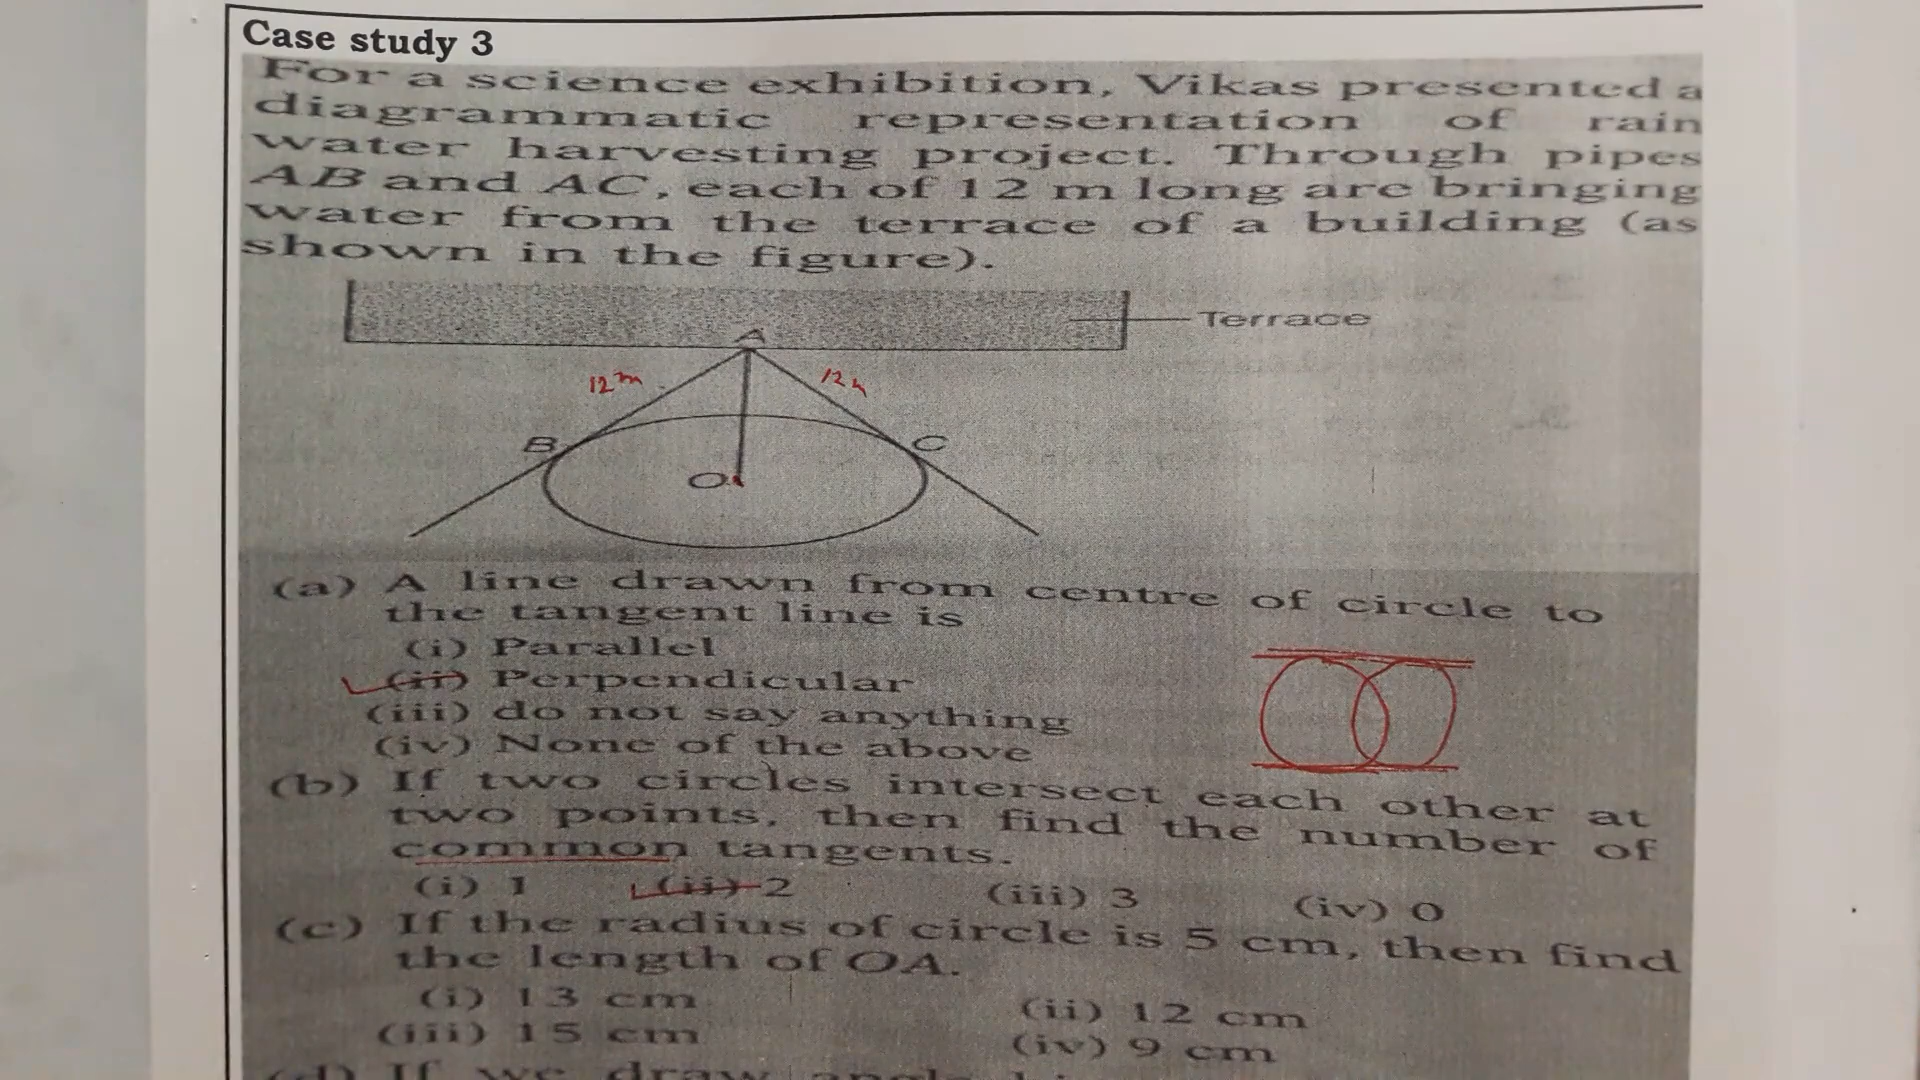 Case study 3
For a science exhibition, Vikas presented a
diagrammatic representation of rain
water harvesting project. Through pipes
AB and AC, each of 12 m long are bringing
water from the terrace of a building (as
shown in the figure).
Terrace
A
12m
B
C
O
(a) A line drawn from centre of circle to
the tangent line is
(i) Parallel
(ii) Perpendicular
(iii) do not say anything
(iv) None of the above
(b) If two circles intersect each other at
two points, then find the number of
common tangents.
(i) 1 (ii) 2 (iii) 3 (iv) 0
(c) If the radius of circle is 5 cm, then find
the length of OA.
(i) 13 cm (ii) 12 cm
(iii) 15 cm (iv) 9 cm
(d) If we draw